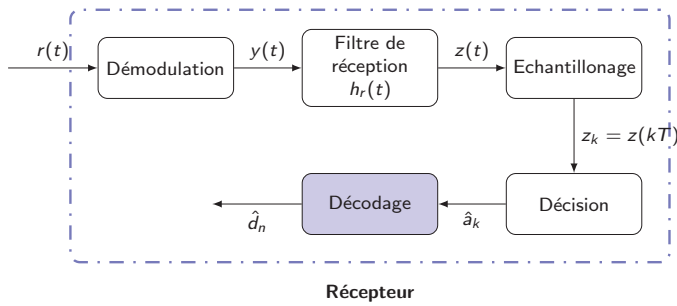 r(t)
Démodulation
y(t)
Filtre de
réception
h_r(t)
z(t)
Echantillonage
z_k = z(kT)
Décision
â_k
Décodage
d̂_n
Récepteur